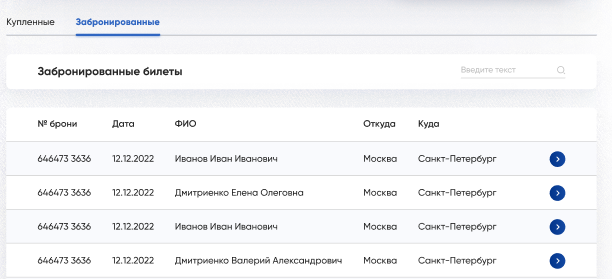 Купленные Забронированные
Забронированные билеты Введите текст
№ брони Дата ФИО Откуда Куда
646473 3636 12.12.2022 Иванов Иван Иванович Москва Санкт-Петербург
646473 3636 12.12.2022 Дмитриенко Елена Олеговна Москва Санкт-Петербург
646473 3636 12.12.2022 Иванов Иван Иванович Москва Санкт-Петербург
646473 3636 12.12.2022 Дмитриенко Валерий Александрович Москва Санкт-Петербург